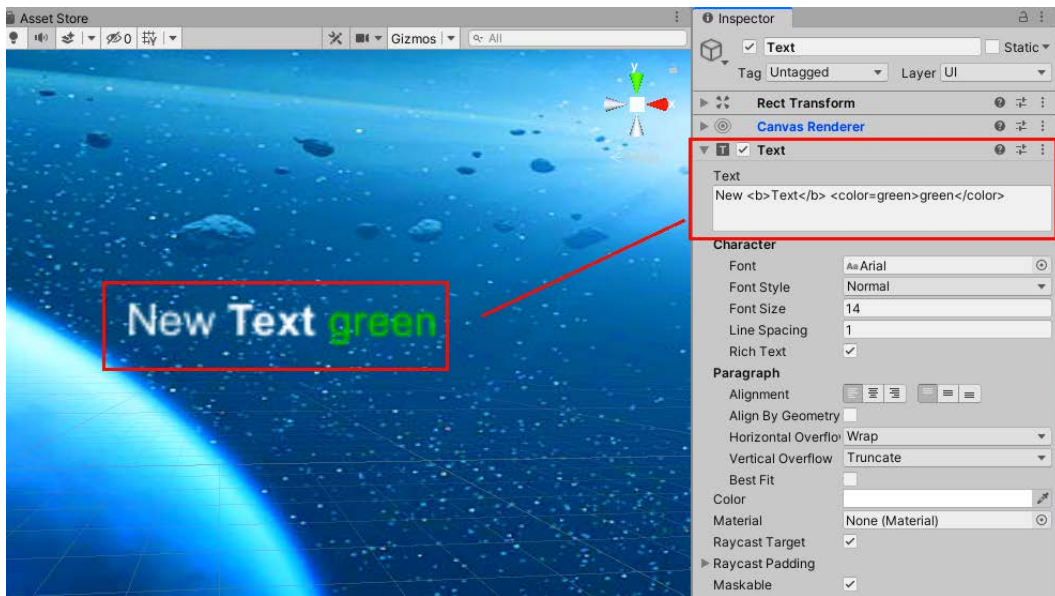 Asset Store
Inspector
0
Gizmos
All
Text
Static
Tag Untagged
Layer UI
y
x
Rect Transform
Canvas Renderer
Text
Text
New <b>Text</b> <color=green>green</color>
New Text green
Character
Font
Aa Arial
Font Style
Normal
Font Size
14
Line Spacing
1
Rich Text
Paragraph
Alignment
Align By Geometry
Horizontal Overflo
Wrap
Vertical Overflow
Truncate
Best Fit
Color
Material
None (Material)
Raycast Target
Raycast Padding
Maskable